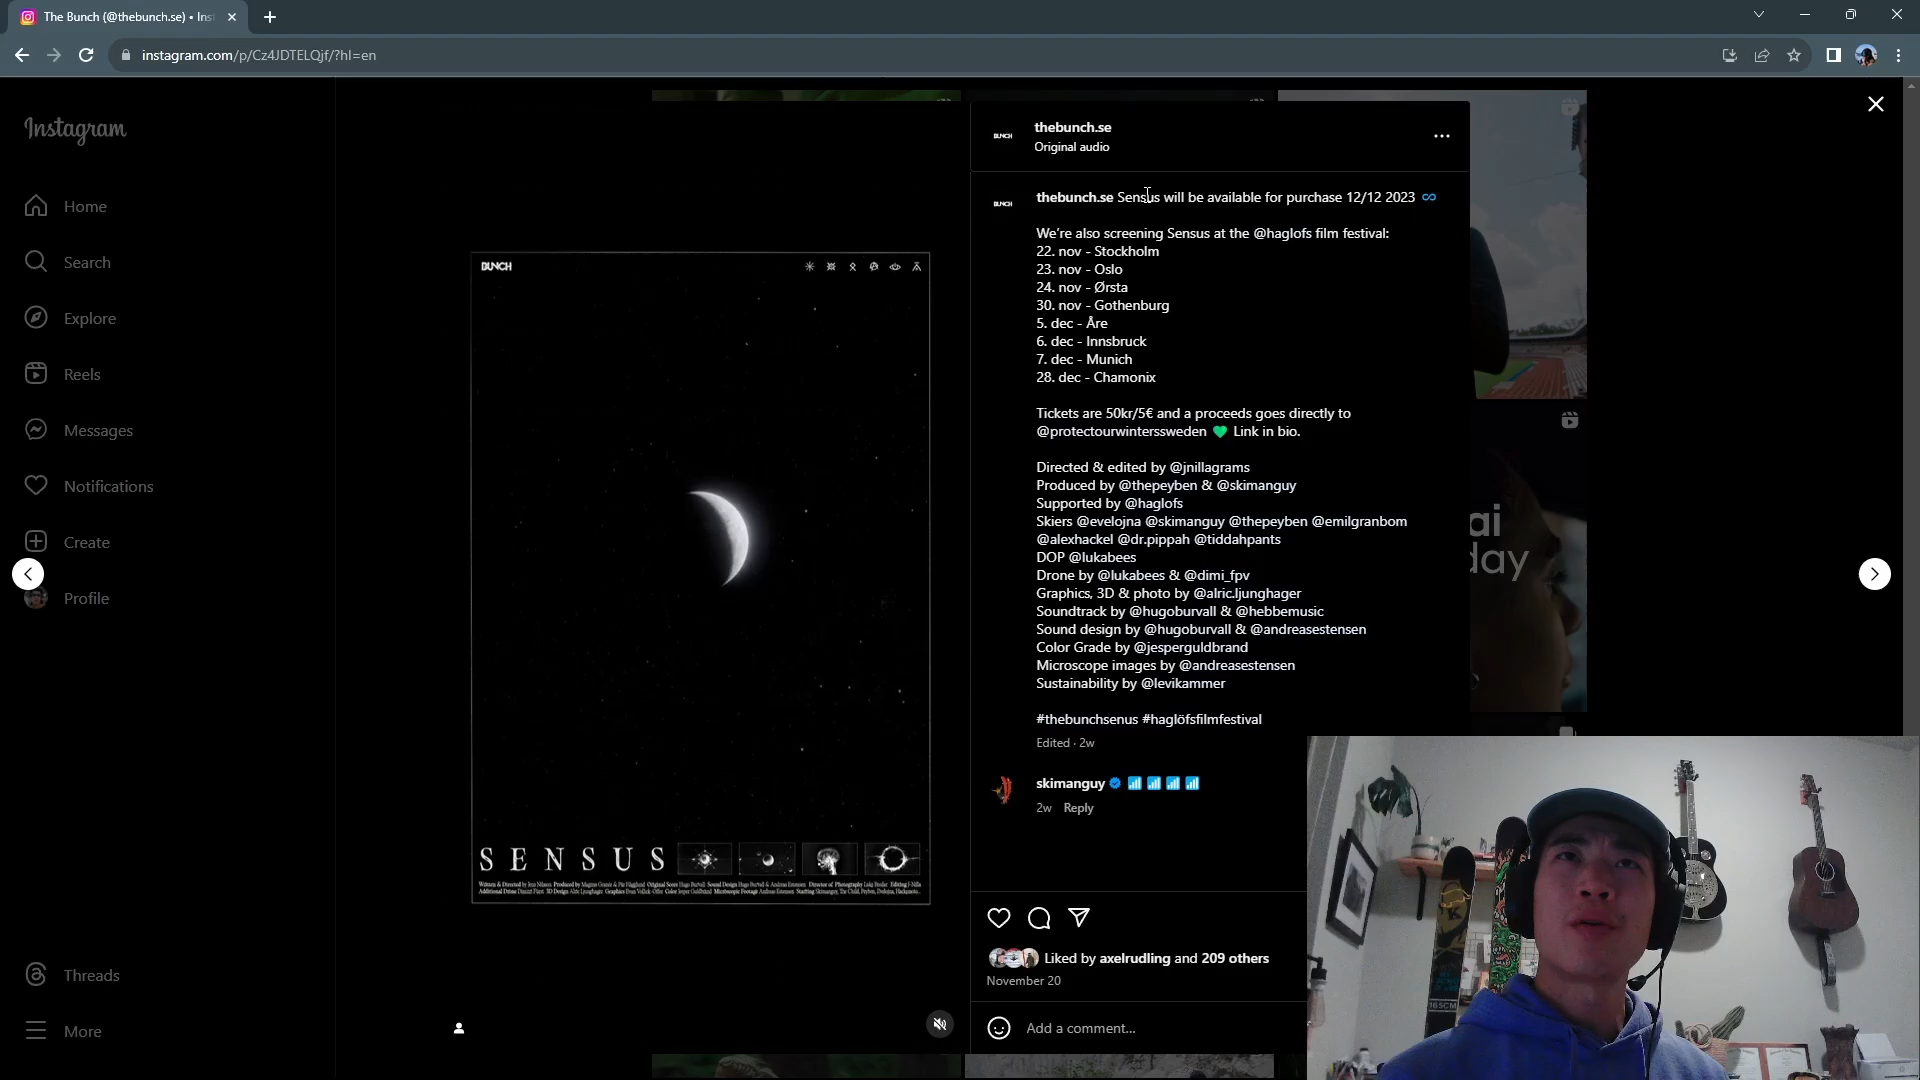 The Bunch (@thebunch.se) • Ins
instagram.com/p/Cz4JDTELQjf/?hl=en
Instagram
Home
Search
Explore
Reels
Messages
Notifications
Create
Profile
Threads
More
BUNCH
SENSUS
thebunch.se
Original audio
thebunch.se Sensus will be available for purchase 12/12 2023
We're also screening Sensus at the @haglofs film festival:
22. nov - Stockholm
23. nov - Oslo
24. nov - Ørsta
30. nov - Gothenburg
5. dec - Åre
6. dec - Innsbruck
7. dec - Munich
28. dec - Chamonix
Tickets are 50kr/5€ and a proceeds goes directly to
@protectourwinterssweden 💚 Link in bio.
Directed & edited by @jnillagrams
Produced by @thepeyben & @skimanguy
Supported by @haglofs
Skiers @evelojna @skimanguy @thepeyben @emilgranbom
@alexhackel @dr.pippah @tiddahpants
DOP @lukabees
Drone by @lukabees & @dimi_fpv
Graphics, 3D & photo by @alric.ljunghager
Soundtrack by @hugoburvall & @hebbemusic
Sound design by @hugoburvall & @andreasestensen
Color Grade by @jesperguldbrand
Microscope images by @andreasestensen
Sustainability by @levikammer
#thebunchsenus #haglöfsfilmfestival
Edited · 2w
skimanguy 📶 📶 📶 📶
2w Reply
Liked by axelrudling and 209 others
November 20
Add a comment...
ai
day
165CM